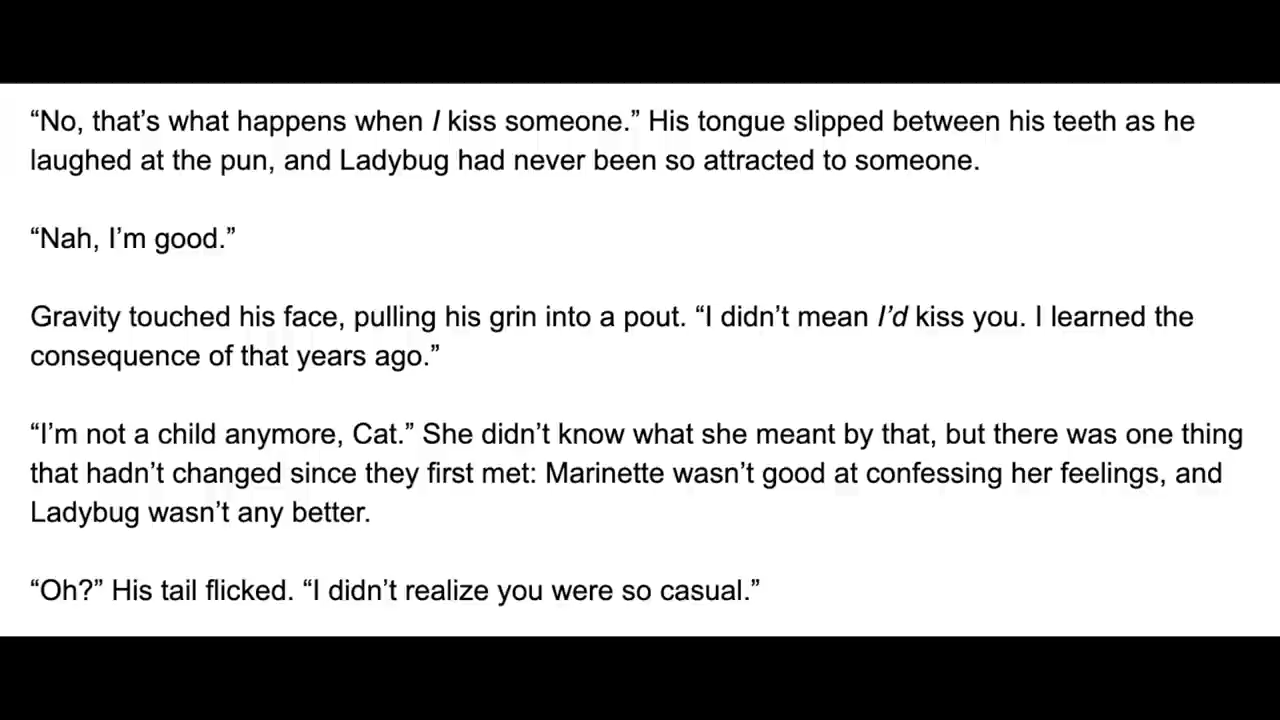 “No, that’s what happens when I kiss someone.” His tongue slipped between his teeth as he
laughed at the pun, and Ladybug had never been so attracted to someone.
“Nah, I’m good.”
Gravity touched his face, pulling his grin into a pout. “I didn’t mean I’d kiss you. I learned the
consequence of that years ago.”
“I’m not a child anymore, Cat.” She didn’t know what she meant by that, but there was one thing
that hadn’t changed since they first met: Marinette wasn’t good at confessing her feelings, and
Ladybug wasn’t any better.
“Oh?” His tail flicked. “I didn’t realize you were so casual.”